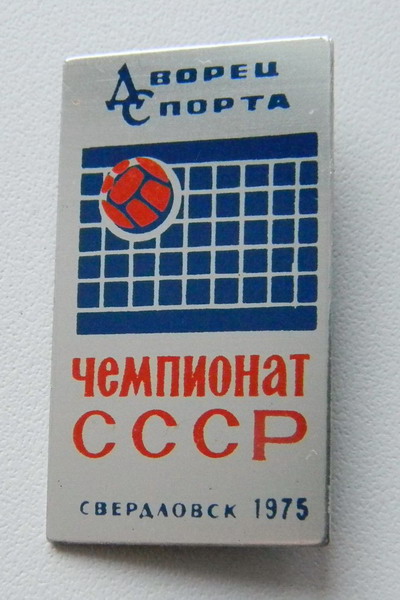 Дворец
Спорта
Чемпионат
СССР
Свердловск 1975